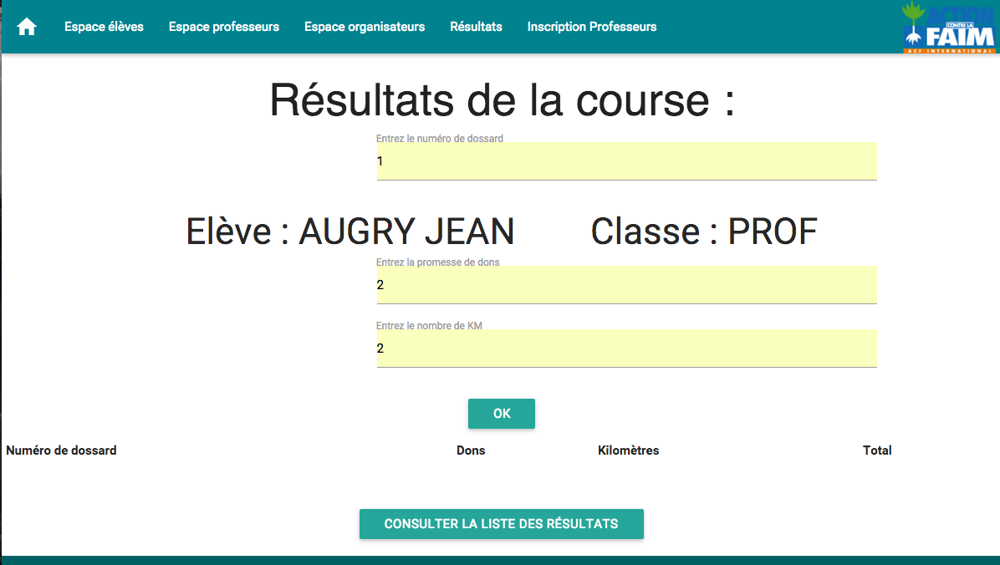 Espace élèves Espace professeurs Espace organisateurs Résultats Inscription Professeurs
ACTION
CONTRE LA
FAIM
ACF INTERNATIONAL
Résultats de la course :
Entrez le numéro de dossard
1
Elève : AUGRY JEAN Classe : PROF
Entrez la promesse de dons
2
Entrez le nombre de KM
2
OK
Numéro de dossard Dons Kilomètres Total
CONSULTER LA LISTE DES RÉSULTATS